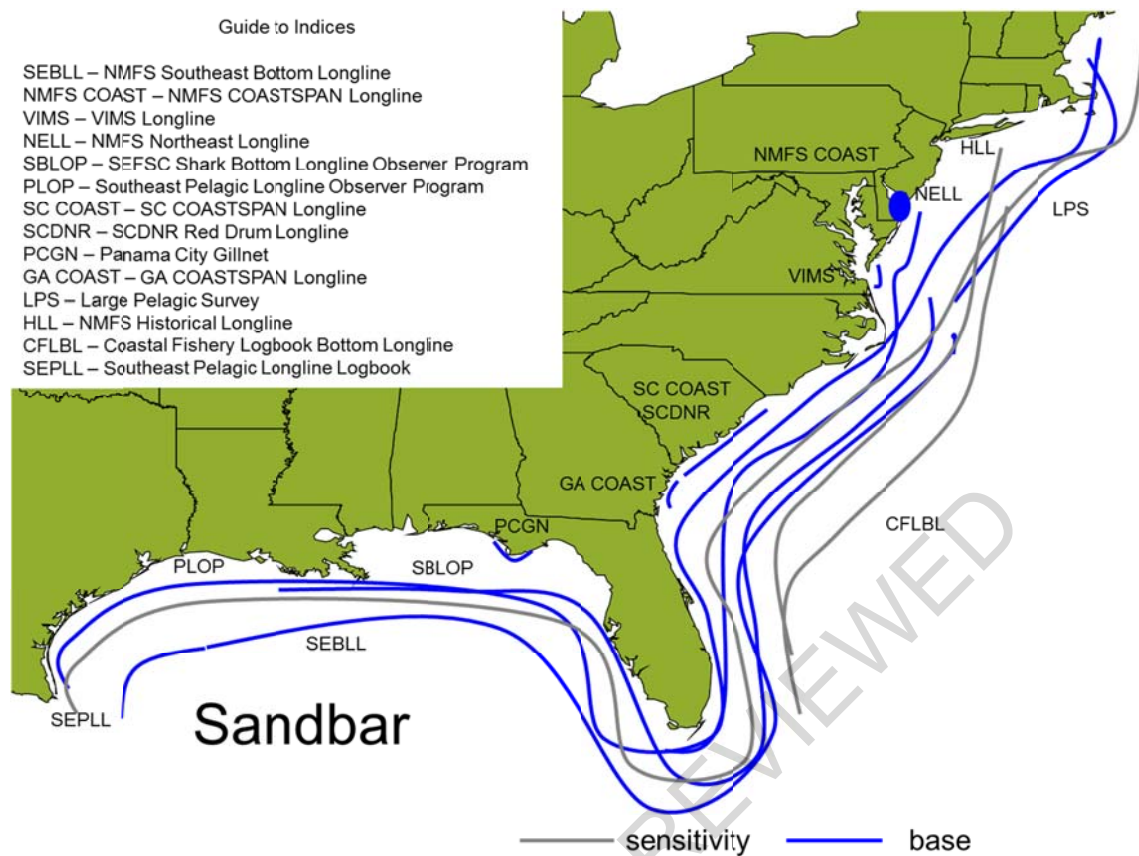 Guide to Indices
SEBLL – NMFS Southeast Bottom Longline
NMFS COAST – NMFS COASTSPAN Longline
VIMS – VIMS Longline
NELL – NMFS Northeast Longline
SBLOP – SEFSC Shark Bottom Longline Observer Program
PLOP – Southeast Pelagic Longline Observer Program
SC COAST – SC COASTSPAN Longline
SCDNR – SCDNR Red Drum Longline
PCGN – Panama City Gillnet
GA COAST – GA COASTSPAN Longline
LPS – Large Pelagic Survey
HLL – NMFS Historical Longline
CFLBL – Coastal Fishery Logbook Bottom Longline
SEPLL – Southeast Pelagic Longline Logbook
NMFS COAST
HLL
NELL
LPS
VIMS
SC COAST
SCDNR
GA COAST
PCGN
CFLBL
PLOP
SBLOP
SEBLL
SEPLL
Sandbar
sensitivity
base